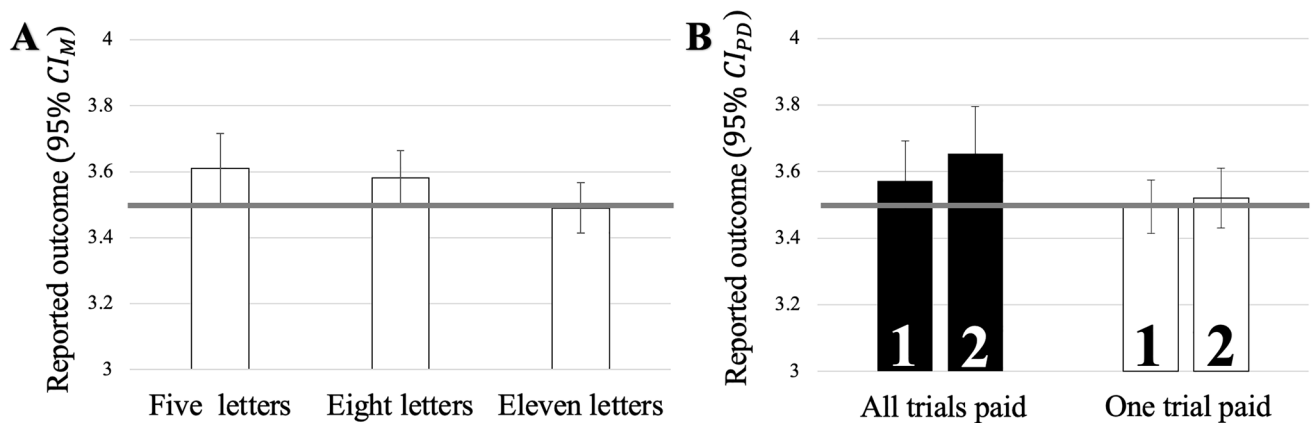 A
Reported outcome (95% CI_M)
4
3.8
3.6
3.4
3.2
3
Five letters
Eight letters
Eleven letters
B
Reported outcome (95% CI_PD)
4
3.8
3.6
3.4
3.2
3
1
2
1
2
All trials paid
One trial paid